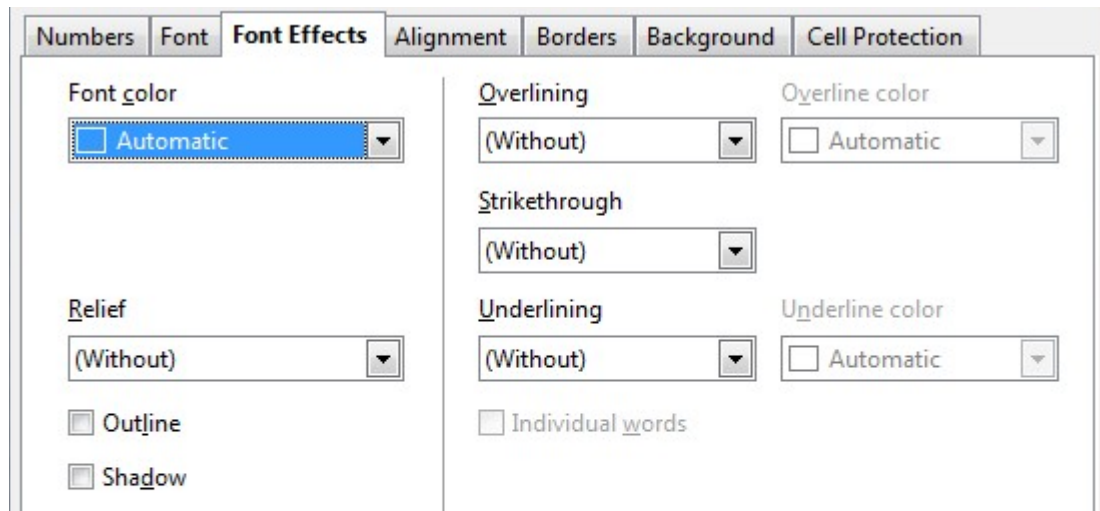 Numbers Font Font Effects Alignment Borders Background Cell Protection
Font color
Automatic
Relief
(Without)
Outline
Shadow
Overlining
(Without)
Overline color
Automatic
Strikethrough
(Without)
Underlining
(Without)
Underline color
Automatic
Individual words